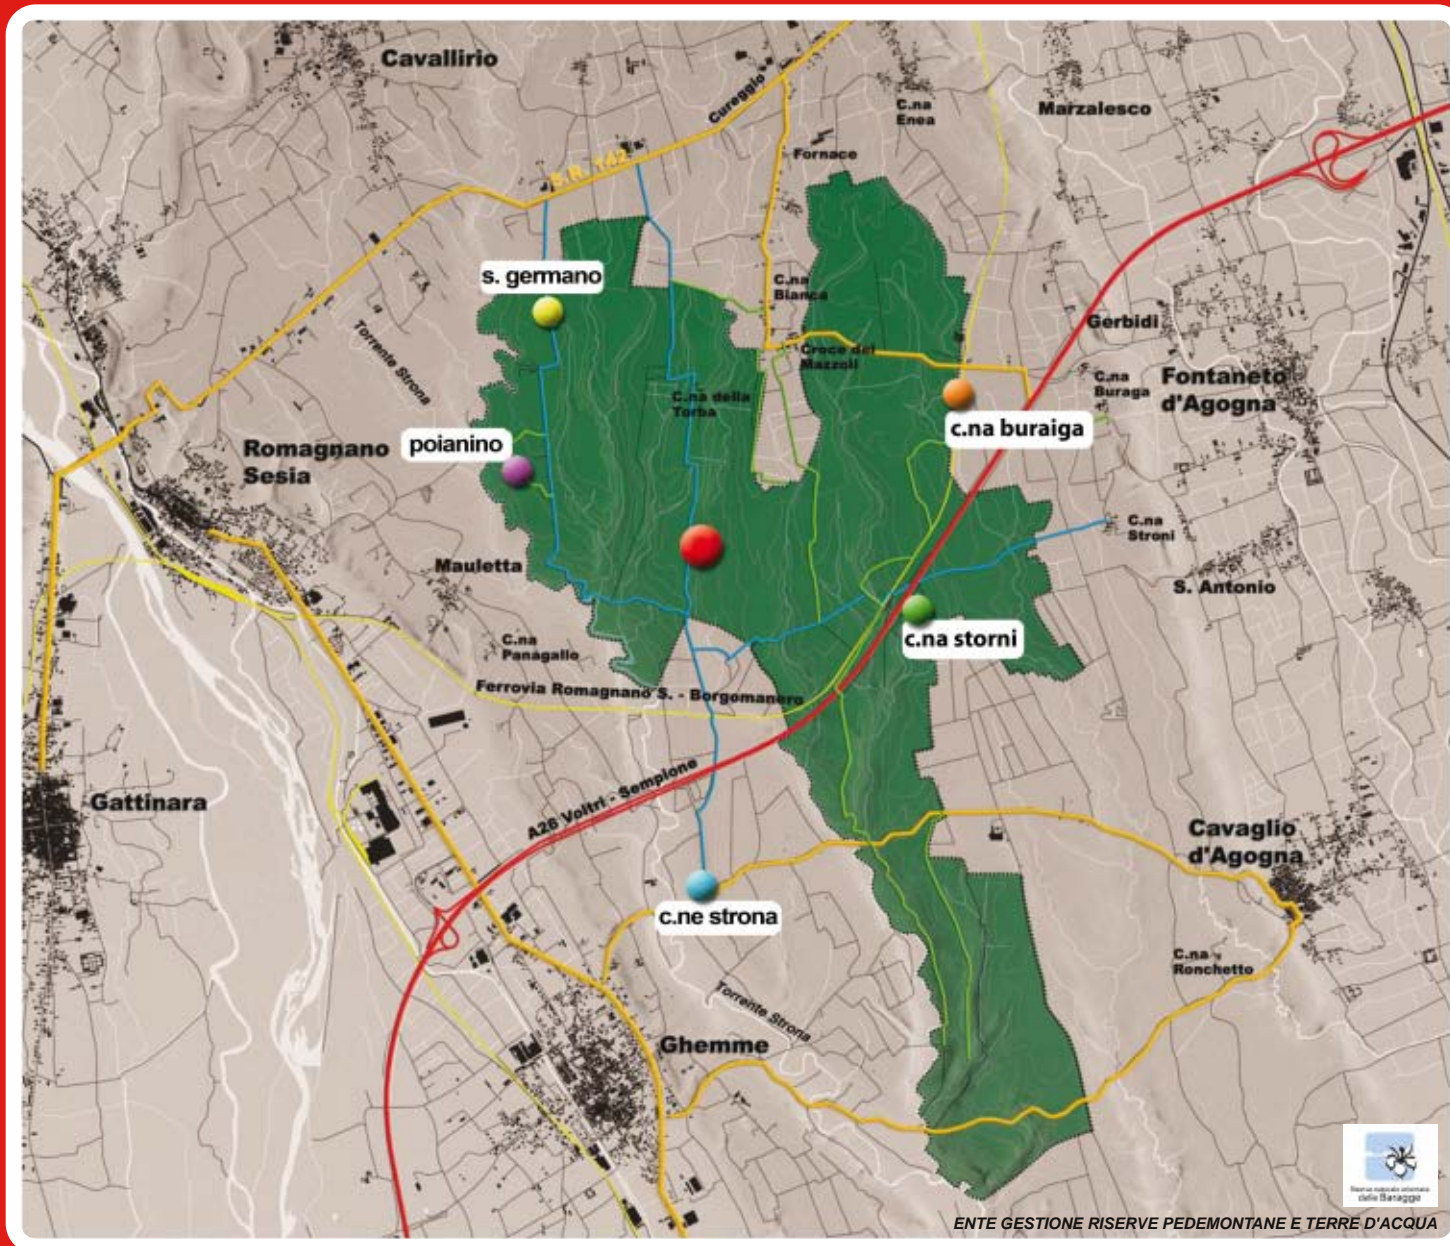 Cavallirio
Cureggio
C.na
Enea
Marzalesco
S.R. 142
Fornace
s. germano
C.na
Bianca
Gerbidi
Torrente Strona
Croce dei
Mazzoli
C.na
Buraga
Fontaneto
d'Agogna
C.na della
Torba
c.na buraiga
Romagnano
Sesia
poianino
C.na
Stroni
Mauletta
S. Antonio
C.na
Panagallo
c.na storni
Ferrovia Romagnano S. - Borgomanero
A26 Voltri - Sempione
Gattinara
Cavaglio
d'Agogna
c.ne strona
C.na
Ronchetto
Torrente Strona
Ghemme
delle Baragge
ENTE GESTIONE RISERVE PEDEMONTANE E TERRE D'ACQUA